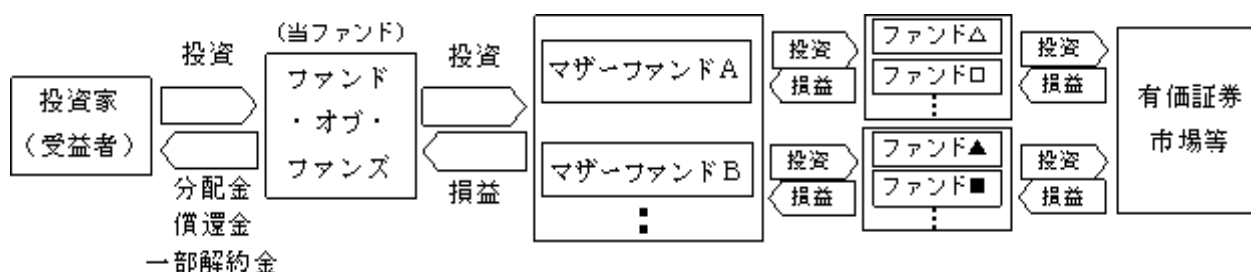 投資家
（受益者）
投資
分配金
償還金
一部解約金
(当ファンド)
ファンド
・オブ・
ファンズ
投資
損益
マザーファンドA
マザーファンドB
⋮
投資
損益
投資
損益
ファンド△
ファンド□
⋮
ファンド▲
ファンド■
⋮
投資
損益
投資
損益
有価証券
市場等